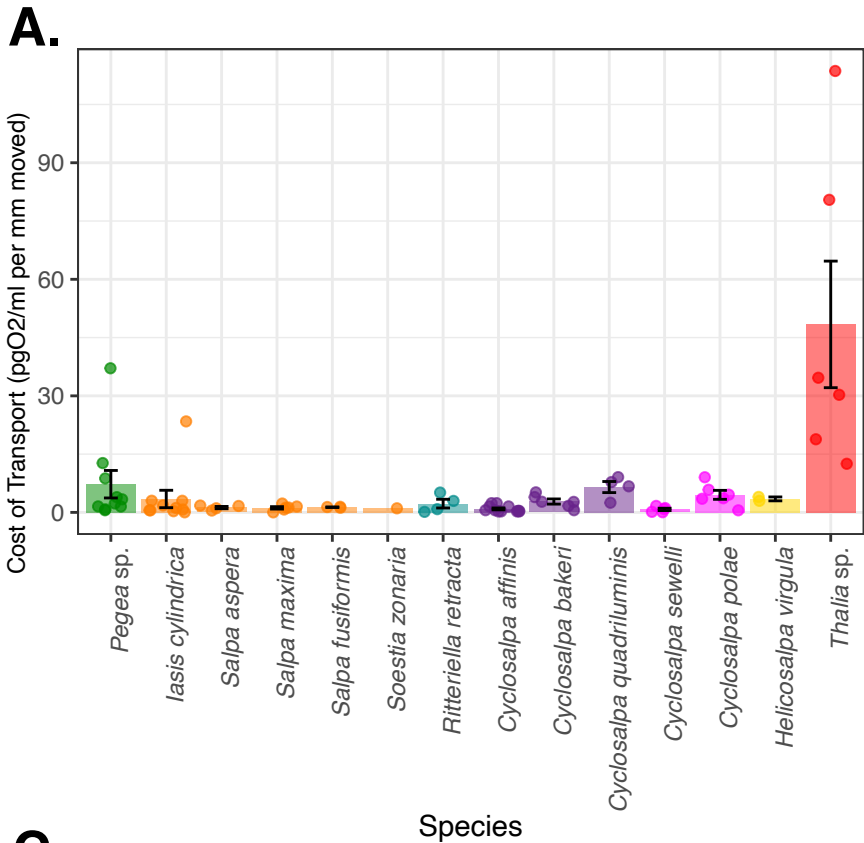 A.
Cost of Transport (pgO2/ml per mm moved)
90
60
30
0
Pegea sp.
Iasis cylindrica
Salpa aspera
Salpa maxima
Salpa fusiformis
Soestia zonaria
Ritteriella retracta
Cyclosalpa affinis
Cyclosalpa bakeri
Cyclosalpa quadriluminis
Cyclosalpa sewelli
Cyclosalpa polae
Helicosalpa virgula
Thalia sp.
Species